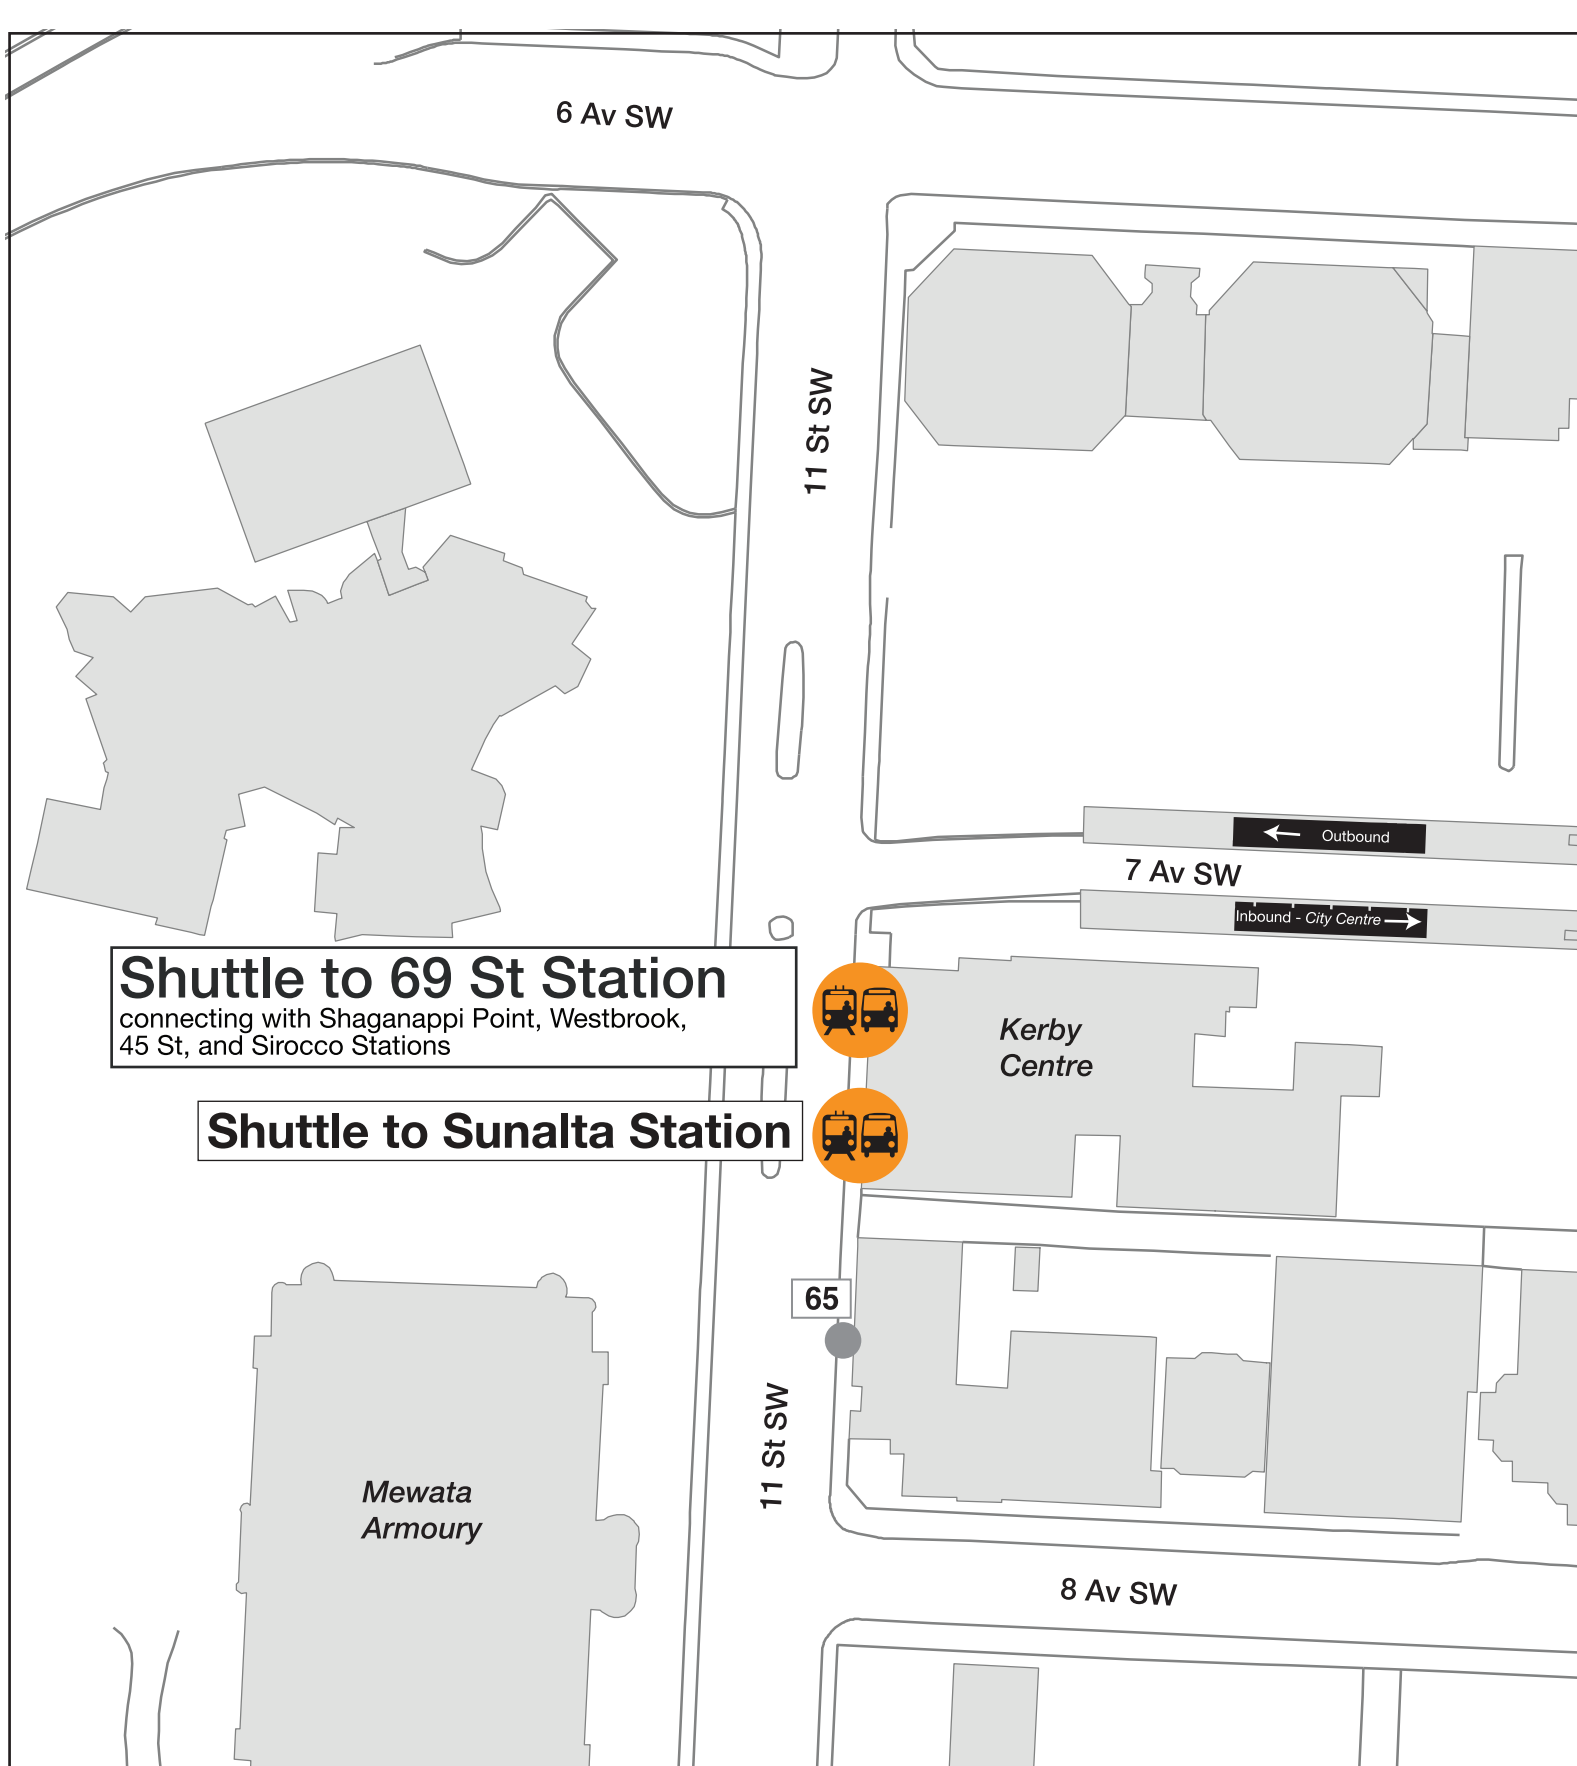 6 Av SW
11 St SW
Outbound
7 Av SW
Inbound - City Centre
Shuttle to 69 St Station
connecting with Shaganappi Point, Westbrook,
45 St, and Sirocco Stations
Kerby
Centre
Shuttle to Sunalta Station
65
11 St SW
Mewata
Armoury
8 Av SW